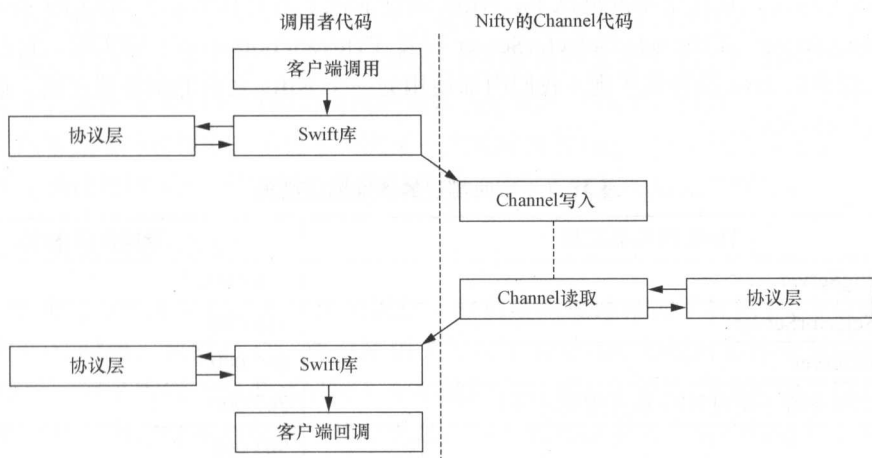 调用者代码
Nifty的Channel代码
客户端调用
协议层
Swift库
Channel写入
Channel读取
协议层
协议层
Swift库
客户端回调